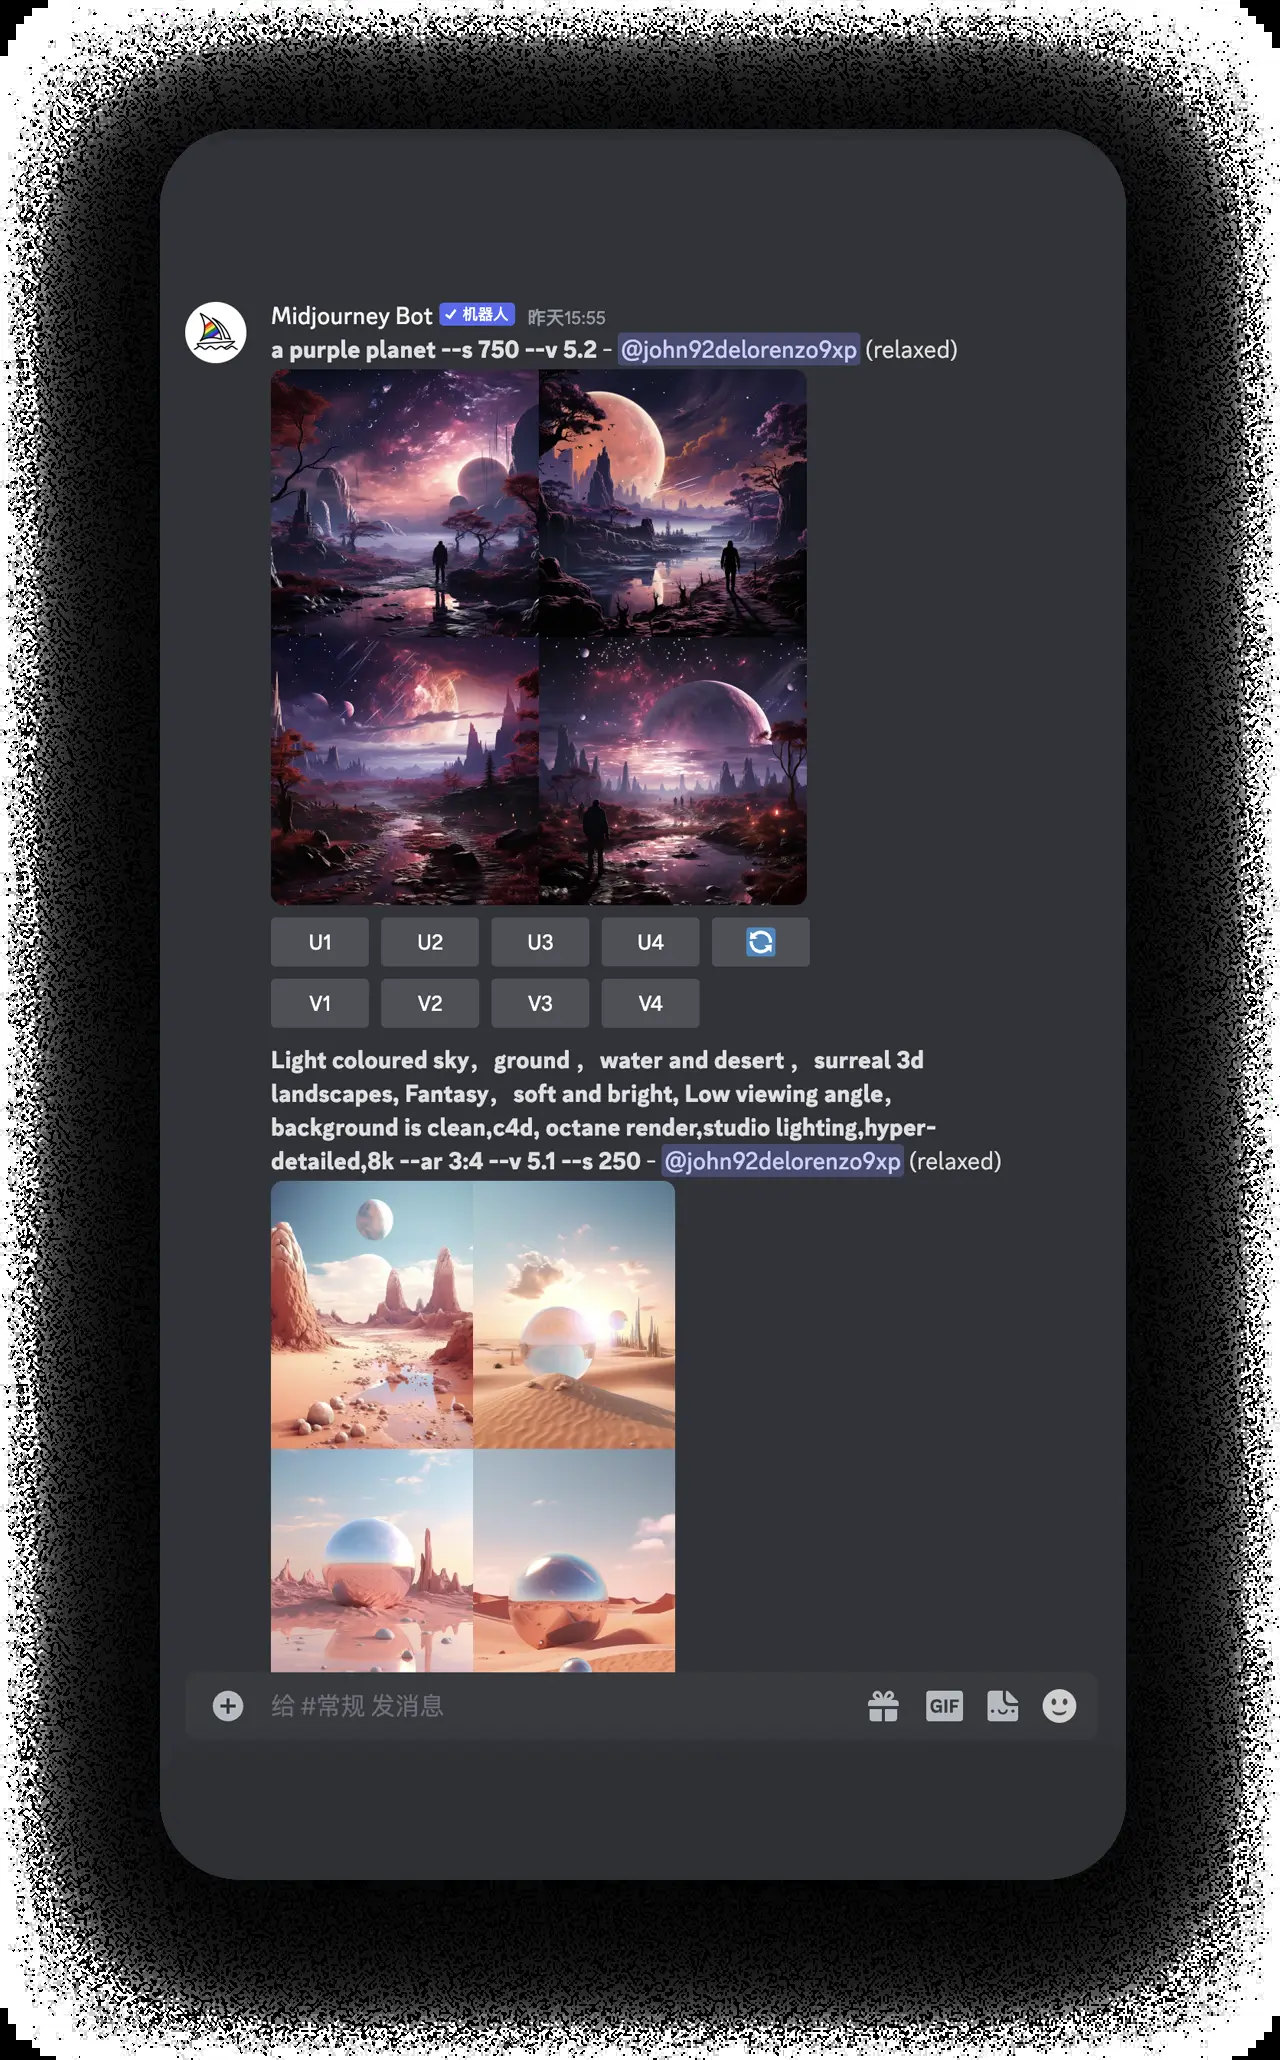 Midjourney Bot ✓ 机器人 昨天15:55
a purple planet --s 750 --v 5.2 - @john92delorenzo9xp (relaxed)
U1 U2 U3 U4
V1 V2 V3 V4
Light coloured sky，ground ，water and desert ，surreal 3d
landscapes, Fantasy，soft and bright, Low viewing angle，
background is clean,c4d, octane render,studio lighting,hyper-
detailed,8k --ar 3:4 --v 5.1 --s 250 - @john92delorenzo9xp (relaxed)
给 #常规 发消息 GIF